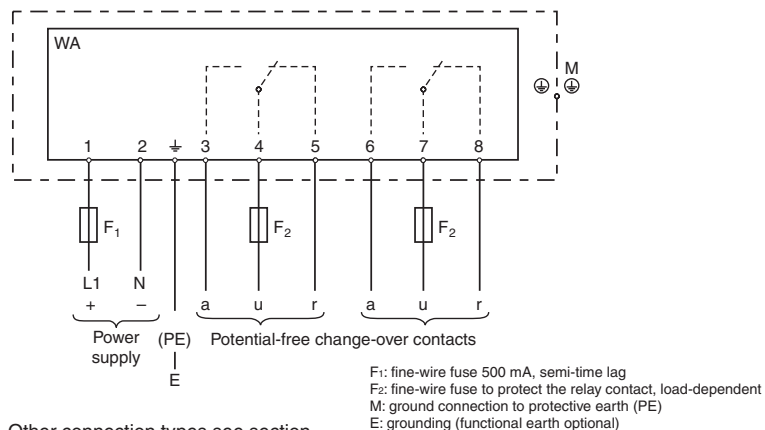 WA
M
1 2 3 4 5 6 7 8
F1 F2 F2
L1 N a u r a u r
+ –
Power supply
(PE)
Potential-free change-over contacts
E
F1: fine-wire fuse 500 mA, semi-time lag
F2: fine-wire fuse to protect the relay contact, load-dependent
M: ground connection to protective earth (PE)
E: grounding (functional earth optional)
Other connection types see section